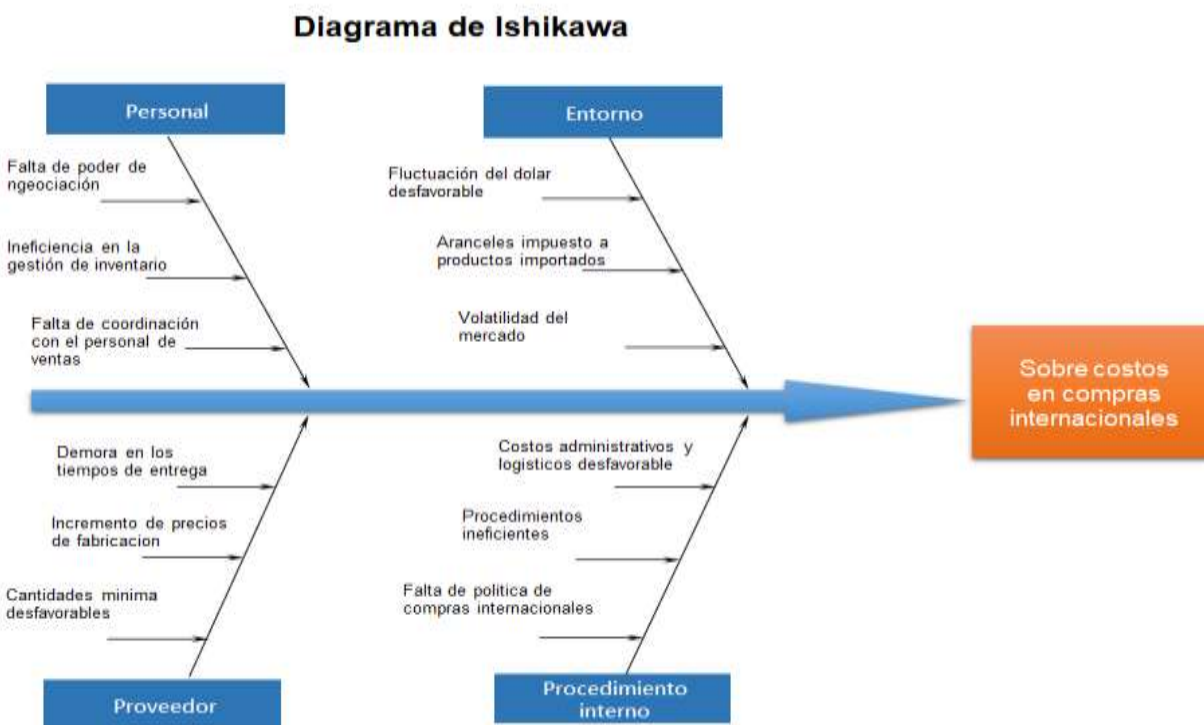 Diagrama de Ishikawa
Personal
Falta de poder de
ngeociación
Ineficiencia en la
gestión de inventario
Falta de coordinación
con el personal de
ventas
Entorno
Fluctuación del dolar
desfavorable
Aranceles impuesto a
productos importados
Volatilidad del
mercado
Sobre costos
en compras
internacionales
Demora en los
tiempos de entrega
Incremento de precios
de fabricacion
Cantidades minima
desfavorables
Proveedor
Costos administrativos y
logisticos desfavorable
Procedimientos
ineficientes
Falta de politica de
compras internacionales
Procedimiento
interno